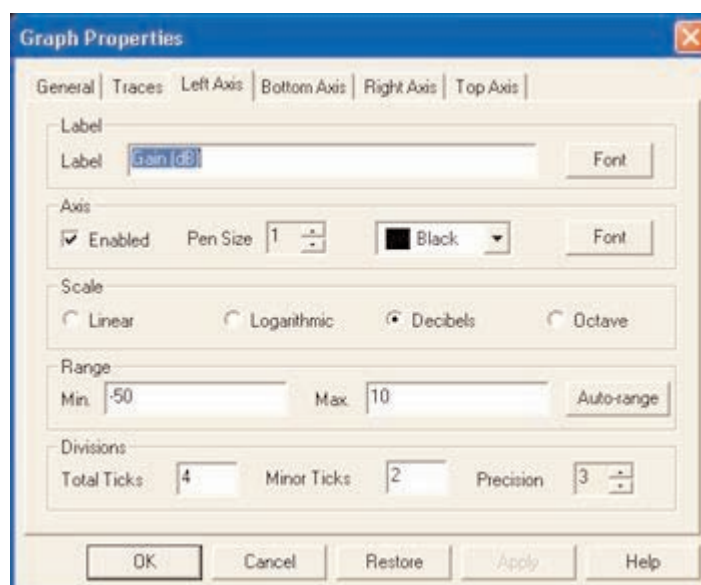 Graph Properties
General Traces Left Axis Bottom Axis Right Axis Top Axis
Label
Label Gain (dB) Font
Axis
Enabled Pen Size 1 Black Font
Scale
Linear Logarithmic Decibels Octave
Range
Min. -50 Max. 10 Auto-range
Divisions
Total Ticks 4 Minor Ticks 2 Precision 3
OK Cancel Restore Apply Help